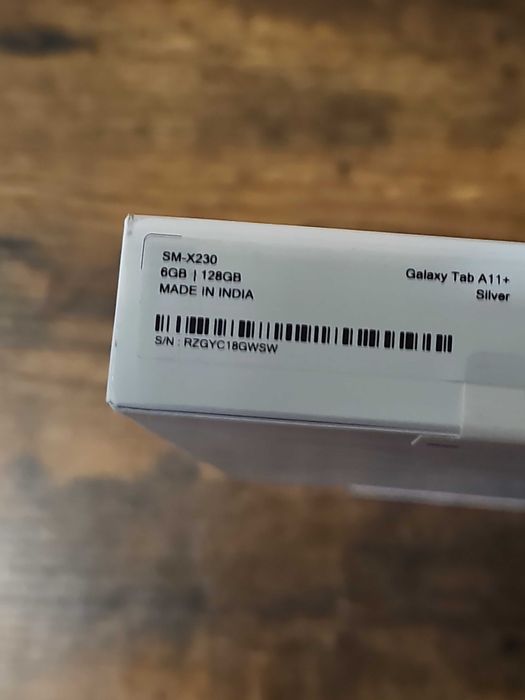 SM-X230
6GB | 128GB
MADE IN INDIA
Galaxy Tab A11+
Silver
S/N : RZGYC18GWSW